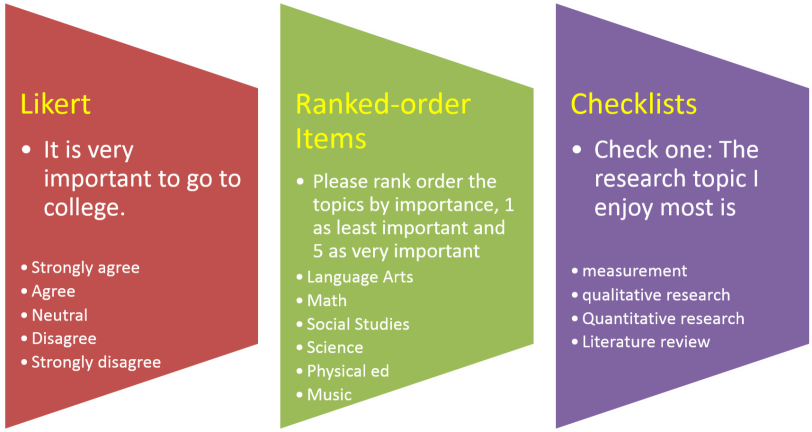 Likert
• It is very
important to go to
college.
• Strongly agree
• Agree
• Neutral
• Disagree
• Strongly disagree
Ranked-order
Items
• Please rank order the
topics by importance, 1
as least important and
5 as very important
• Language Arts
• Math
• Social Studies
• Science
• Physical ed
• Music
Checklists
• Check one: The
research topic I
enjoy most is
• measurement
• qualitative research
• Quantitative research
• Literature review